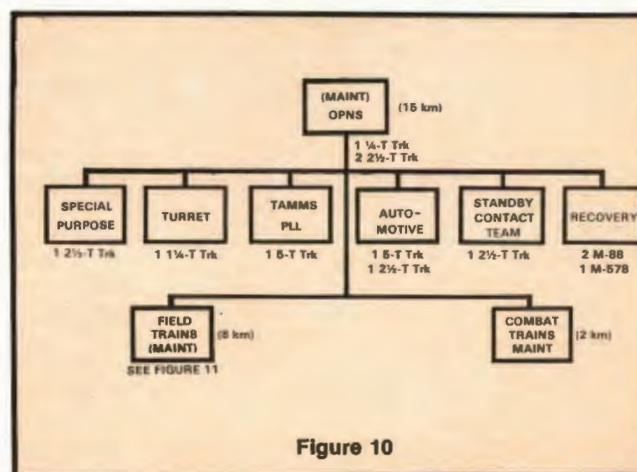 (MAINT)
OPNS
(15 km)
1 ¼-T Trk
2 2½-T Trk
SPECIAL
PURPOSE
1 2½-T Trk
TURRET
1 1¼-T Trk
TAMMS
PLL
1 5-T Trk
AUTO-
MOTIVE
1 5-T Trk
1 2½-T Trk
STANDBY
CONTACT
TEAM
1 2½-T Trk
RECOVERY
2 M-88
1 M-578
FIELD
TRAINS
(MAINT)
(8 km)
SEE FIGURE 11
COMBAT
TRAINS
MAINT
(2 km)
Figure 10